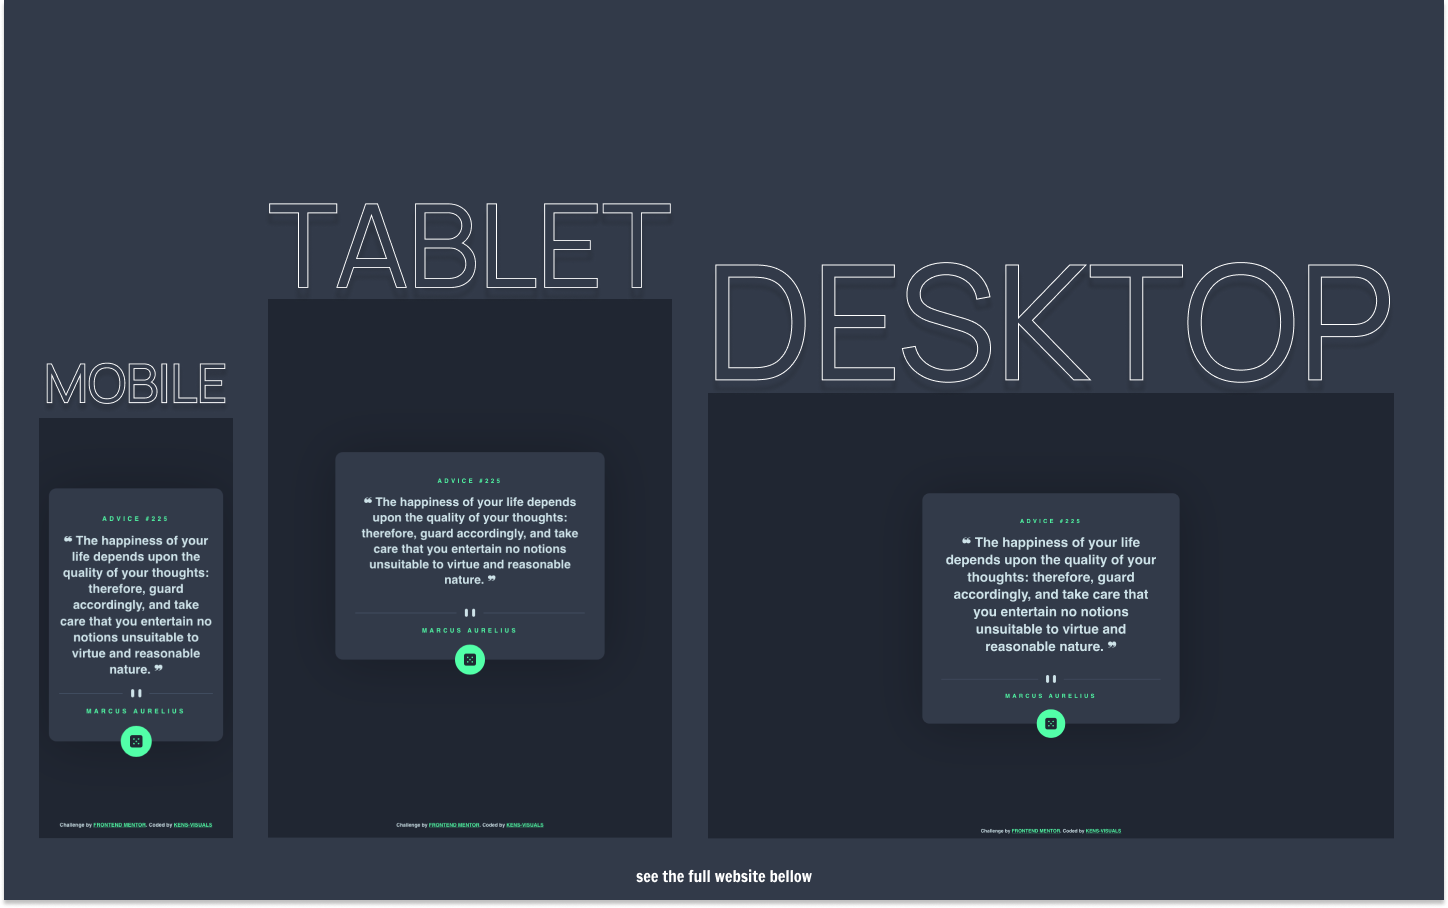 MOBILE
ADVICE #225
❝ The happiness of your
life depends upon the
quality of your thoughts:
therefore, guard
accordingly, and take
care that you entertain no
notions unsuitable to
virtue and reasonable
nature. ❞
MARCUS AURELIUS
Challenge by FRONTEND MENTOR. Coded by KENS-VISUALS
TABLET
ADVICE #225
❝ The happiness of your life depends
upon the quality of your thoughts:
therefore, guard accordingly, and take
care that you entertain no notions
unsuitable to virtue and reasonable
nature. ❞
MARCUS AURELIUS
Challenge by FRONTEND MENTOR. Coded by KENS-VISUALS
DESKTOP
ADVICE #225
❝ The happiness of your life
depends upon the quality of your
thoughts: therefore, guard
accordingly, and take care that
you entertain no notions
unsuitable to virtue and
reasonable nature. ❞
MARCUS AURELIUS
Challenge by FRONTEND MENTOR. Coded by KENS-VISUALS
see the full website bellow